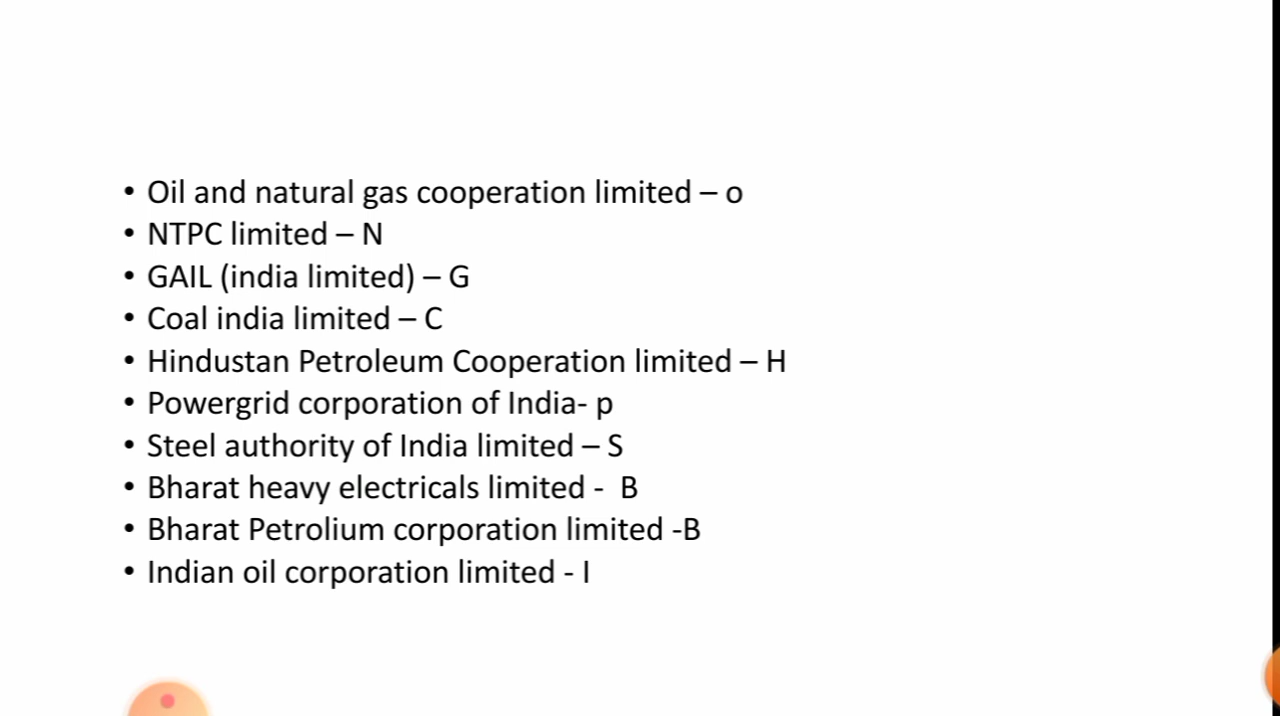 • Oil and natural gas cooperation limited – o
• NTPC limited – N
• GAIL (india limited) – G
• Coal india limited – C
• Hindustan Petroleum Cooperation limited – H
• Powergrid corporation of India- p
• Steel authority of India limited – S
• Bharat heavy electricals limited -  B
• Bharat Petrolium corporation limited -B
• Indian oil corporation limited - I